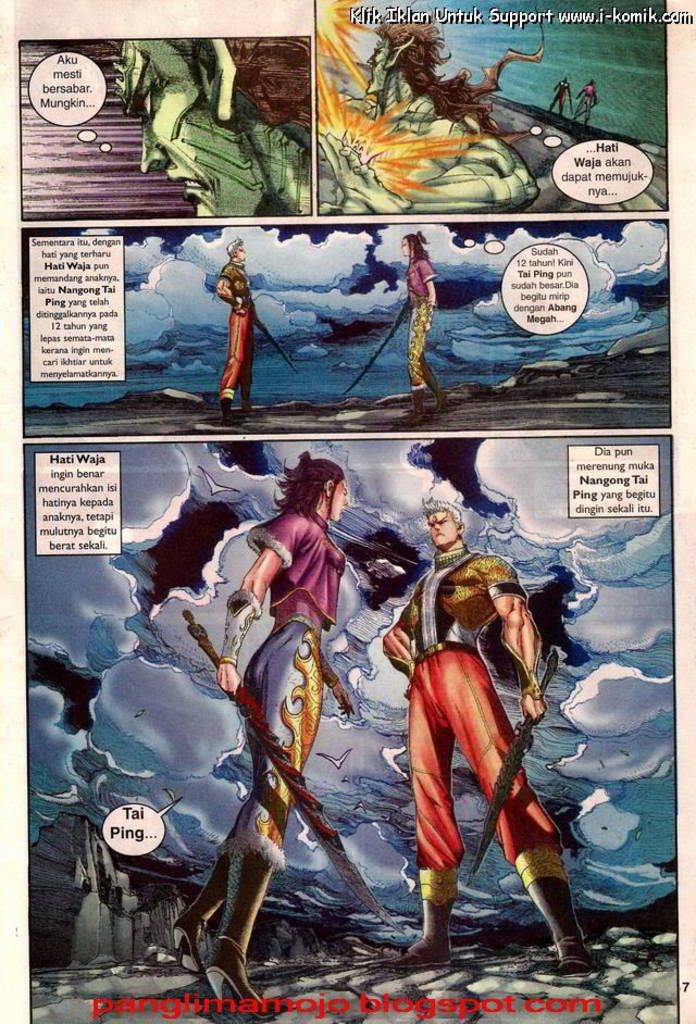 Klik Iklan Untuk Support www.i-komik.com
Aku
mesti
bersabar.
Mungkin...
...Hati
Waja akan
dapat memujuk-
nya...
Sementara itu, dengan
hati yang terharu
Hati Waja pun
memandang anaknya,
iaitu Nangong Tai
Ping yang telah
ditinggalkannya pada
12 tahun yang
lepas semata-mata
kerana ingin men-
cari ikhtiar untuk
menyelamatkannya.
Sudah
12 tahun! Kini
Tai Ping pun
sudah besar.Dia
begitu mirip
dengan Abang
Megah...
Hati Waja
ingin benar
mencurahkan isi
hatinya kepada
anaknya, tetapi
mulutnya begitu
berat sekali.
Dia pun
merenung muka
Nangong Tai
Ping yang begitu
dingin sekali itu.
Tai
Ping...
7
panglimamojo.blogspot.com